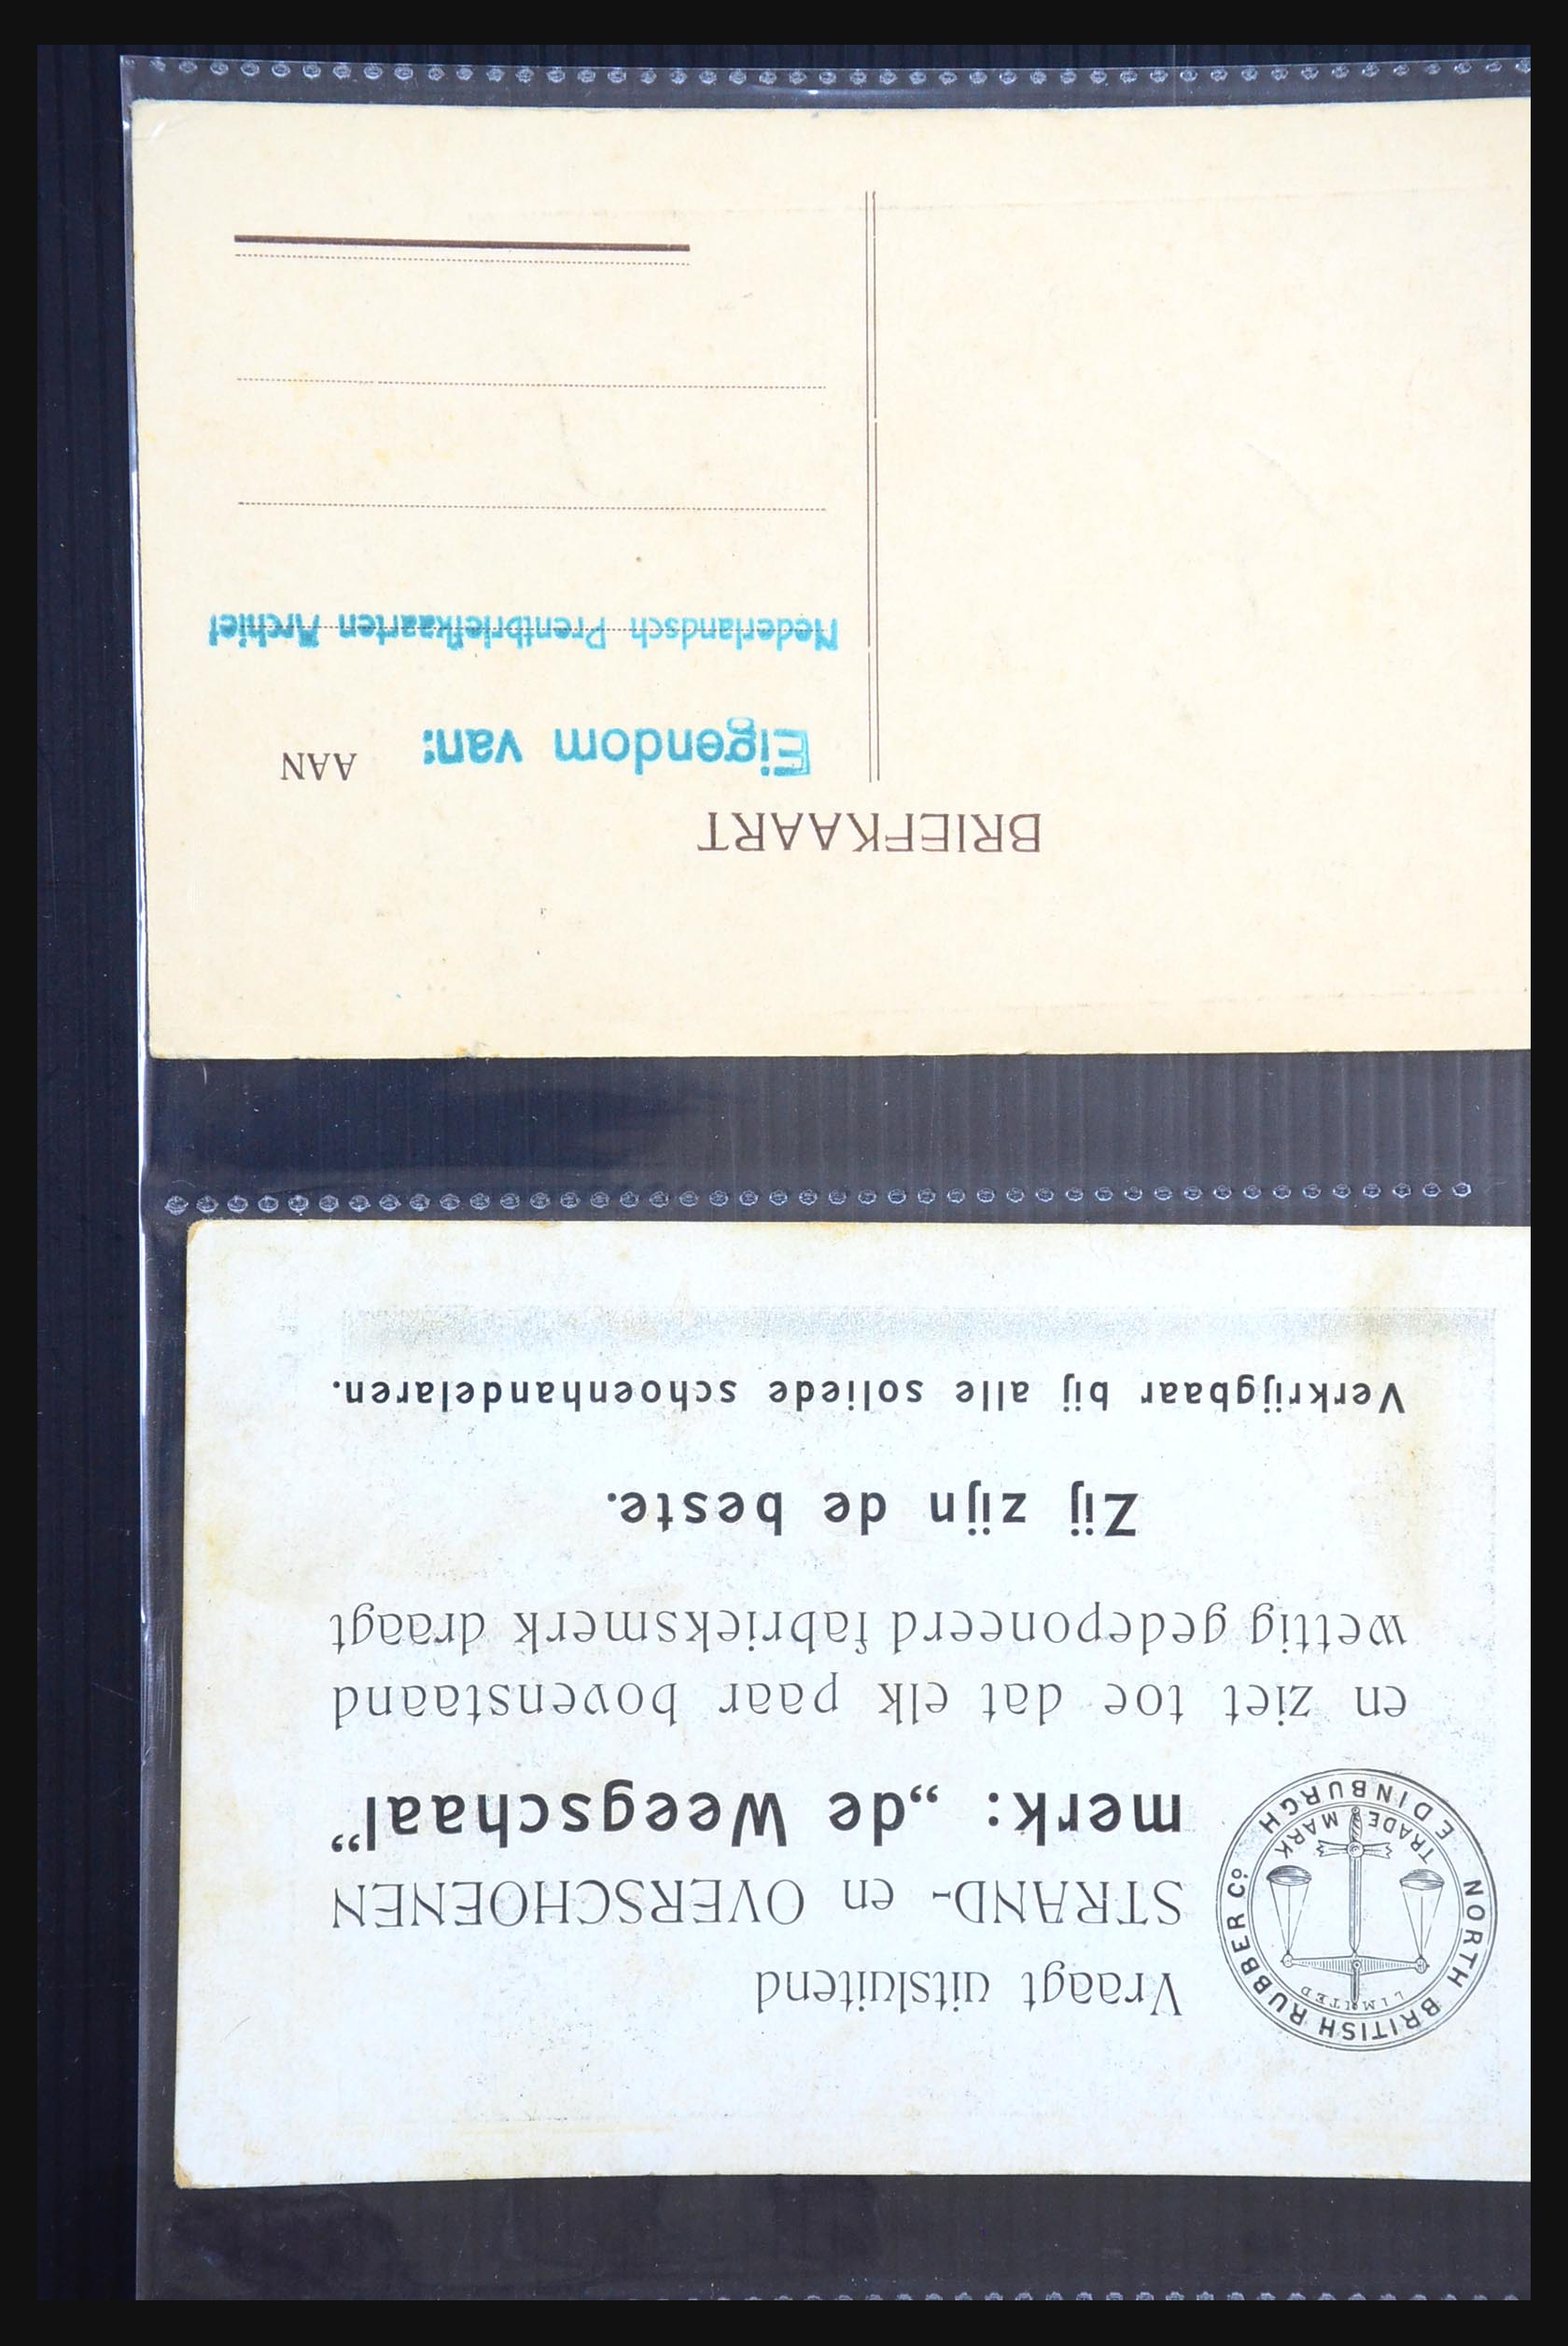 Vraagt uitsluitend
STRAND- en OVERSCHOENEN
merk: „de Weegschaal”
en ziet toe dat elk paar bovenstaand
wettig gedeponeerd fabrieksmerk draagt
Zij zijn de beste.
Verkrijgbaar bij alle soliede schoenhandelaren.
NORTH BRITISH RUBBER Co
EDINBURGH
LIMITED
TRADE MARK
BRIEFKAART
Eigendom van:
AAN
Nederlandsch Prentbriefkaarten Archief